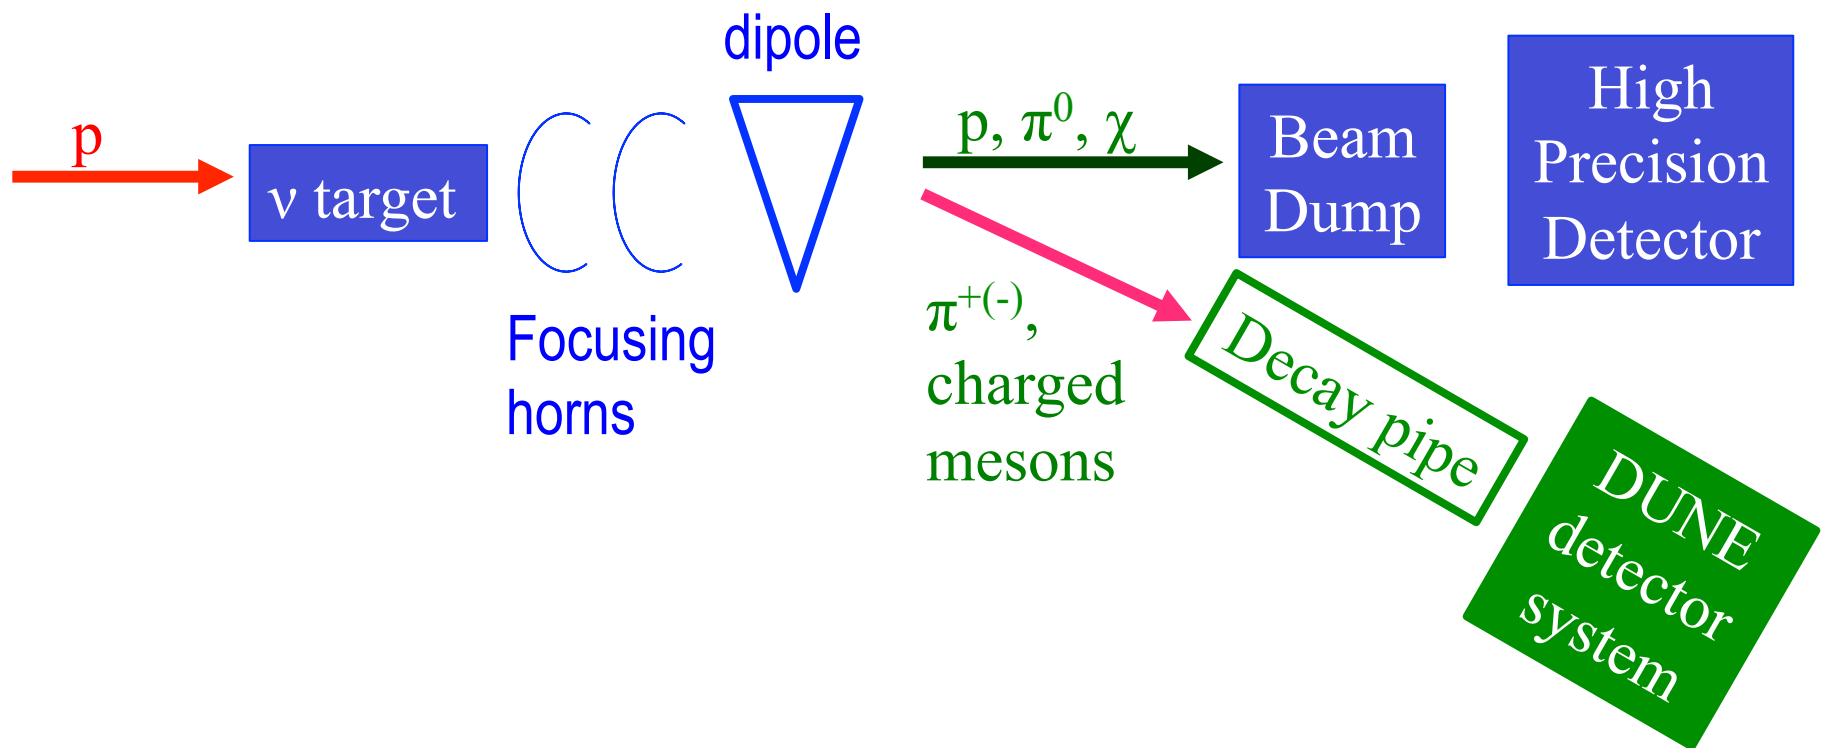 dipole
p
ν target
Focusing
horns
p, π⁰, χ
Beam
Dump
High
Precision
Detector
π⁺⁽⁻⁾,
charged
mesons
Decay pipe
DUNE
detector
system